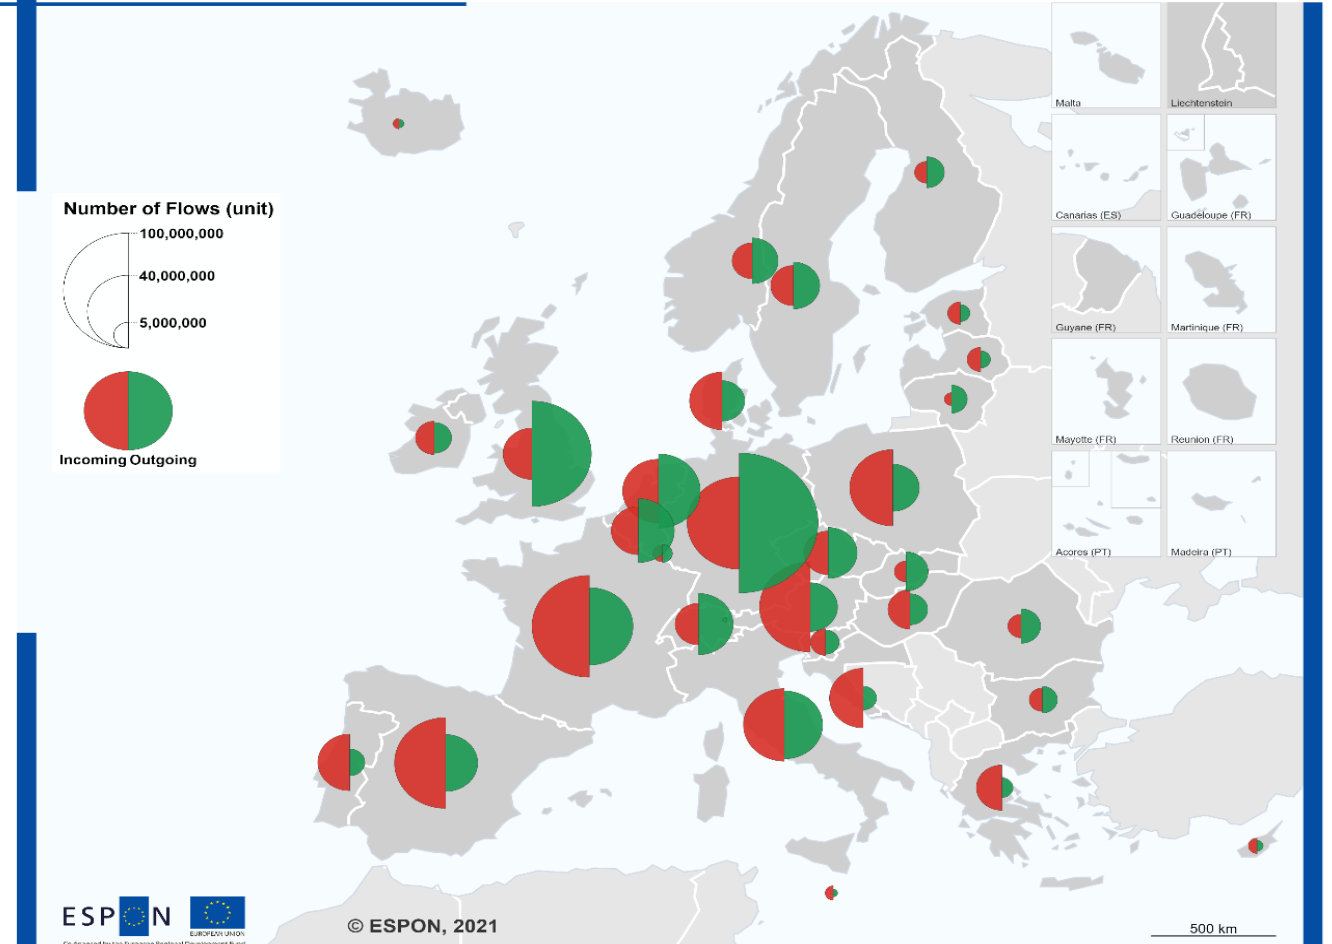 Number of Flows (unit)
100,000,000
40,000,000
5,000,000
Incoming Outgoing
Malta
Liechtenstein
Canarias (ES)
Guadeloupe (FR)
Guyane (FR)
Martinique (FR)
Mayotte (FR)
Reunion (FR)
Acores (PT)
Madeira (PT)
ESPON
EUROPEAN UNION
© ESPON, 2021
500 km